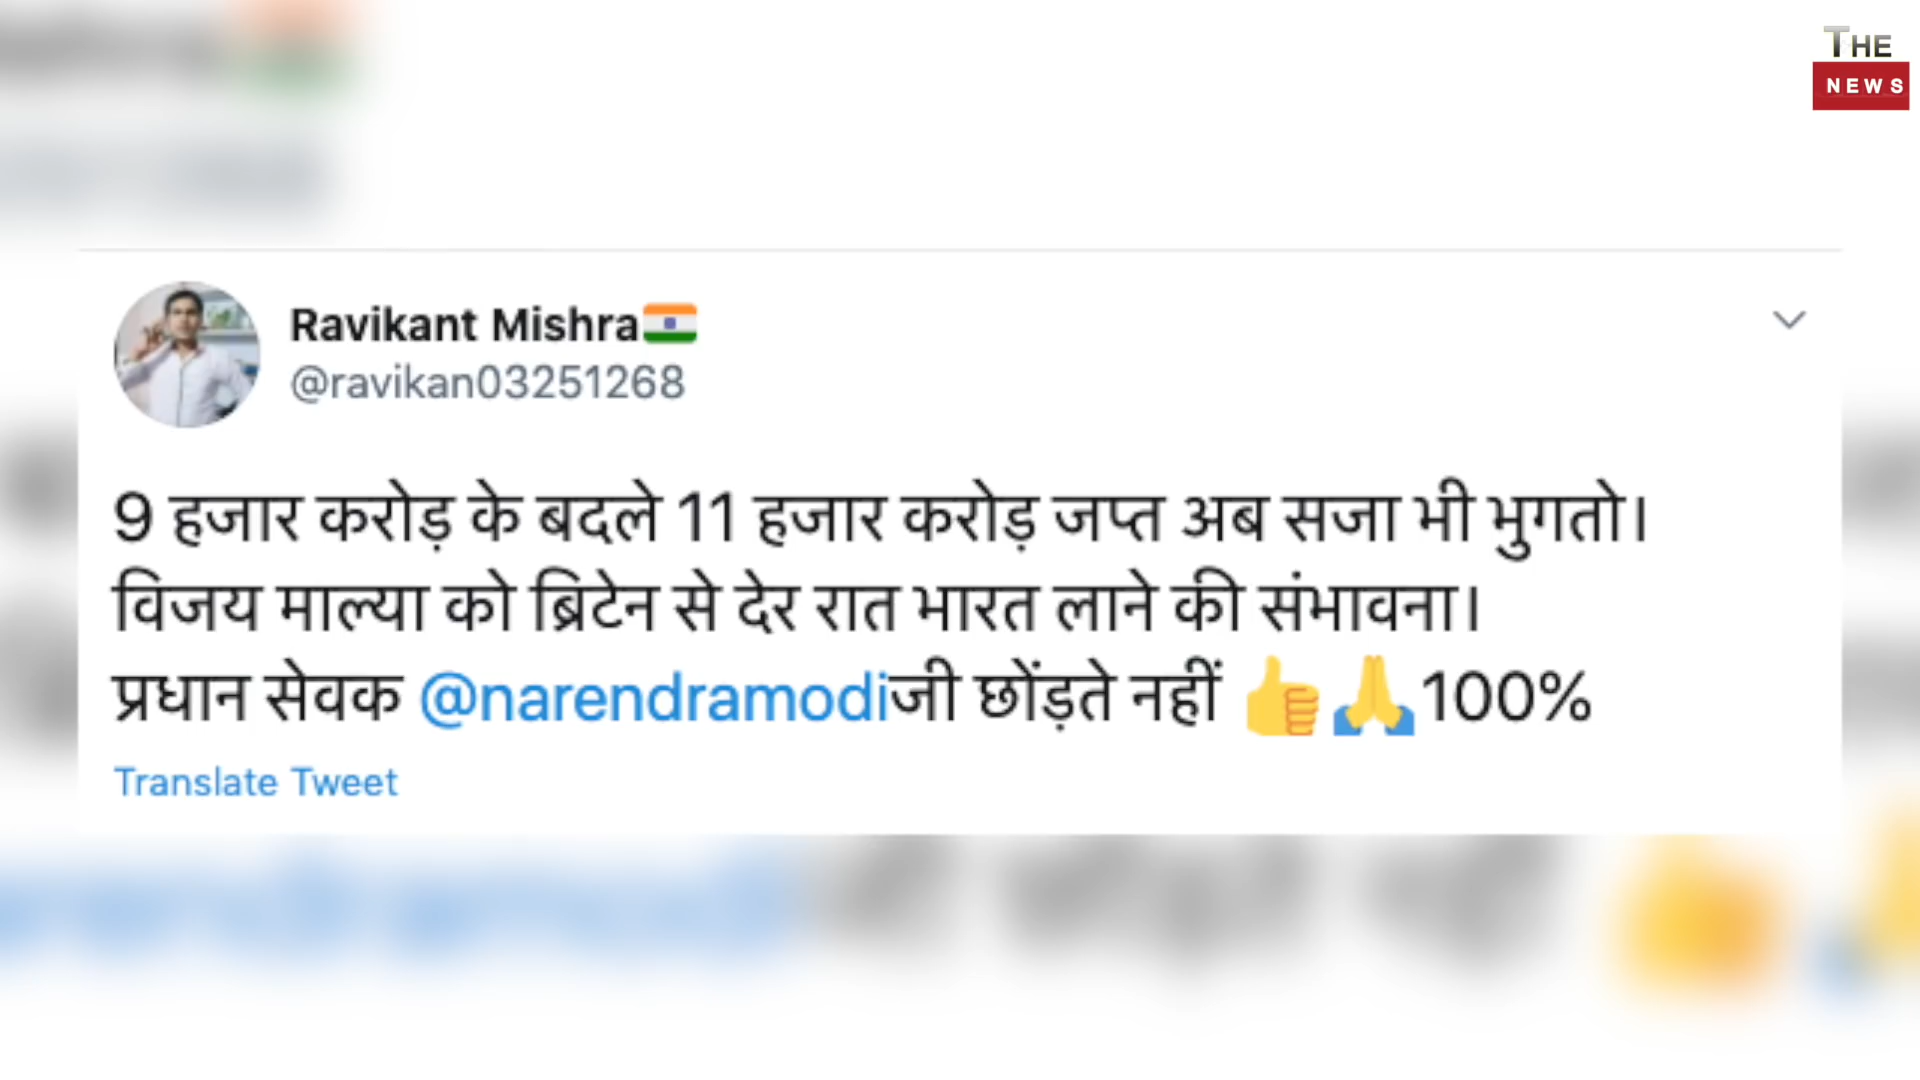 THE
NEWS
Ravikant Mishra🇮🇳
@ravikan03251268
9 हजार करोड़ के बदले 11 हजार करोड़ जप्त अब सजा भी भुगतो।
विजय माल्या को ब्रिटेन से देर रात भारत लाने की संभावना।
प्रधान सेवक @narendramodiजी छोंड़ते नहीं 👍🙏100%
Translate Tweet